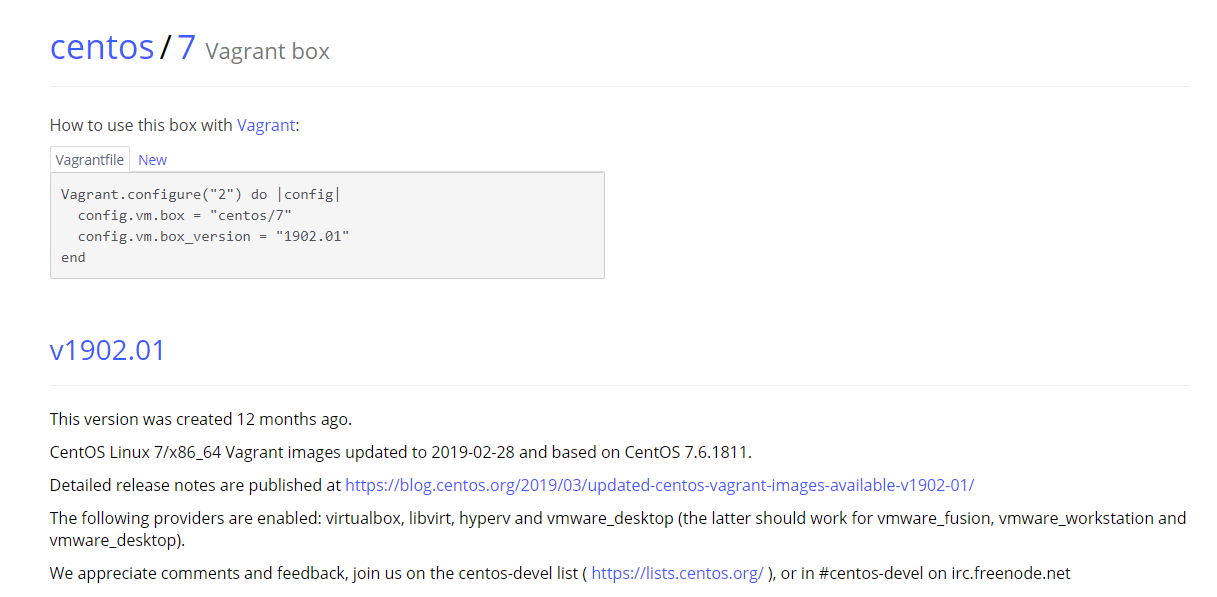 centos / 7 Vagrant box
How to use this box with Vagrant:
Vagrantfile New
Vagrant.configure("2") do |config|
  config.vm.box = "centos/7"
  config.vm.box_version = "1902.01"
end
v1902.01
This version was created 12 months ago.
CentOS Linux 7/x86_64 Vagrant images updated to 2019-02-28 and based on CentOS 7.6.1811.
Detailed release notes are published at https://blog.centos.org/2019/03/updated-centos-vagrant-images-available-v1902-01/
The following providers are enabled: virtualbox, libvirt, hyperv and vmware_desktop (the latter should work for vmware_fusion, vmware_workstation and
vmware_desktop).
We appreciate comments and feedback, join us on the centos-devel list ( https://lists.centos.org/ ), or in #centos-devel on irc.freenode.net